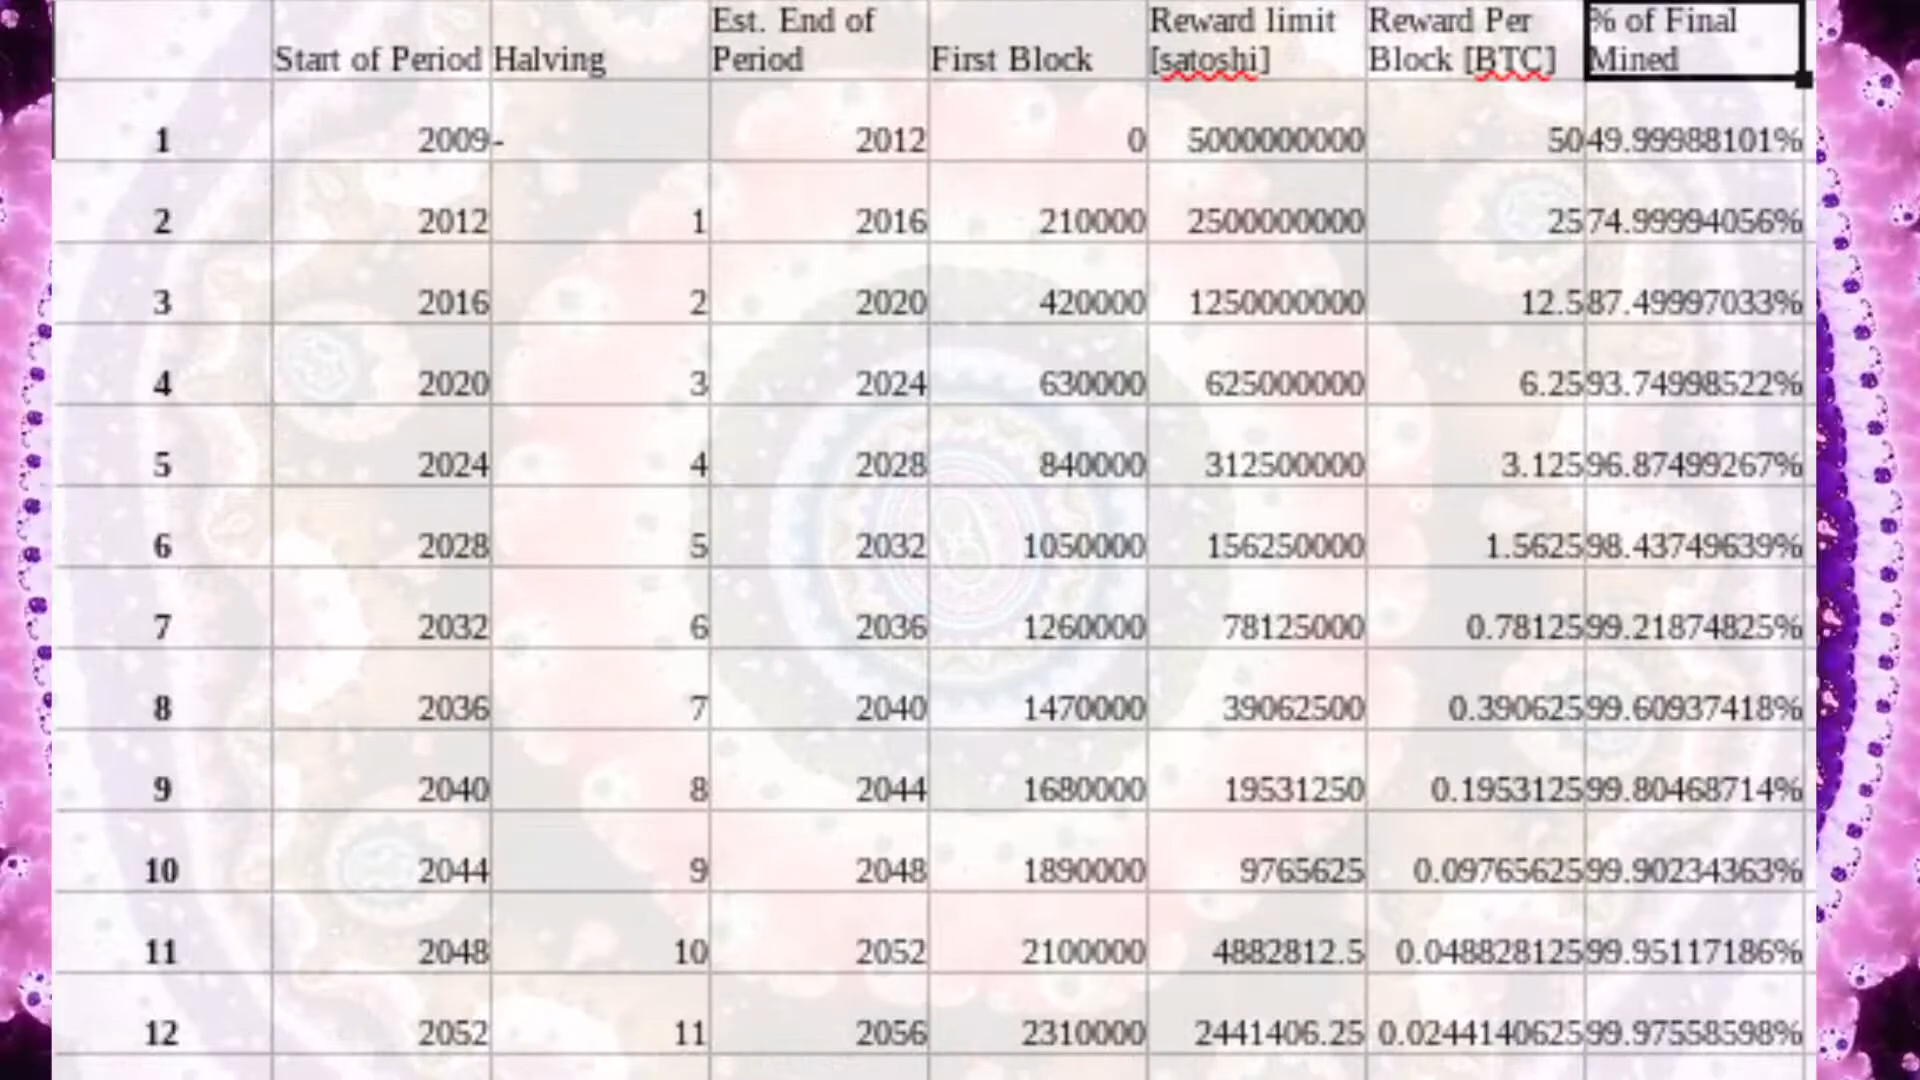 Start of Period Halving Est. End of Period First Block Reward limit [satoshi] Reward Per Block [BTC] % of Final Mined
1 2009 - 2012 0 5000000000 50 49.99988101%
2 2012 1 2016 210000 2500000000 25 74.99994056%
3 2016 2 2020 420000 1250000000 12.5 87.49997033%
4 2020 3 2024 630000 625000000 6.25 93.74998522%
5 2024 4 2028 840000 312500000 3.125 96.87499267%
6 2028 5 2032 1050000 156250000 1.5625 98.43749639%
7 2032 6 2036 1260000 78125000 0.78125 99.21874825%
8 2036 7 2040 1470000 39062500 0.390625 99.60937418%
9 2040 8 2044 1680000 19531250 0.1953125 99.80468714%
10 2044 9 2048 1890000 9765625 0.09765625 99.90234363%
11 2048 10 2052 2100000 4882812.5 0.048828125 99.95117186%
12 2052 11 2056 2310000 2441406.25 0.0244140625 99.97558598%